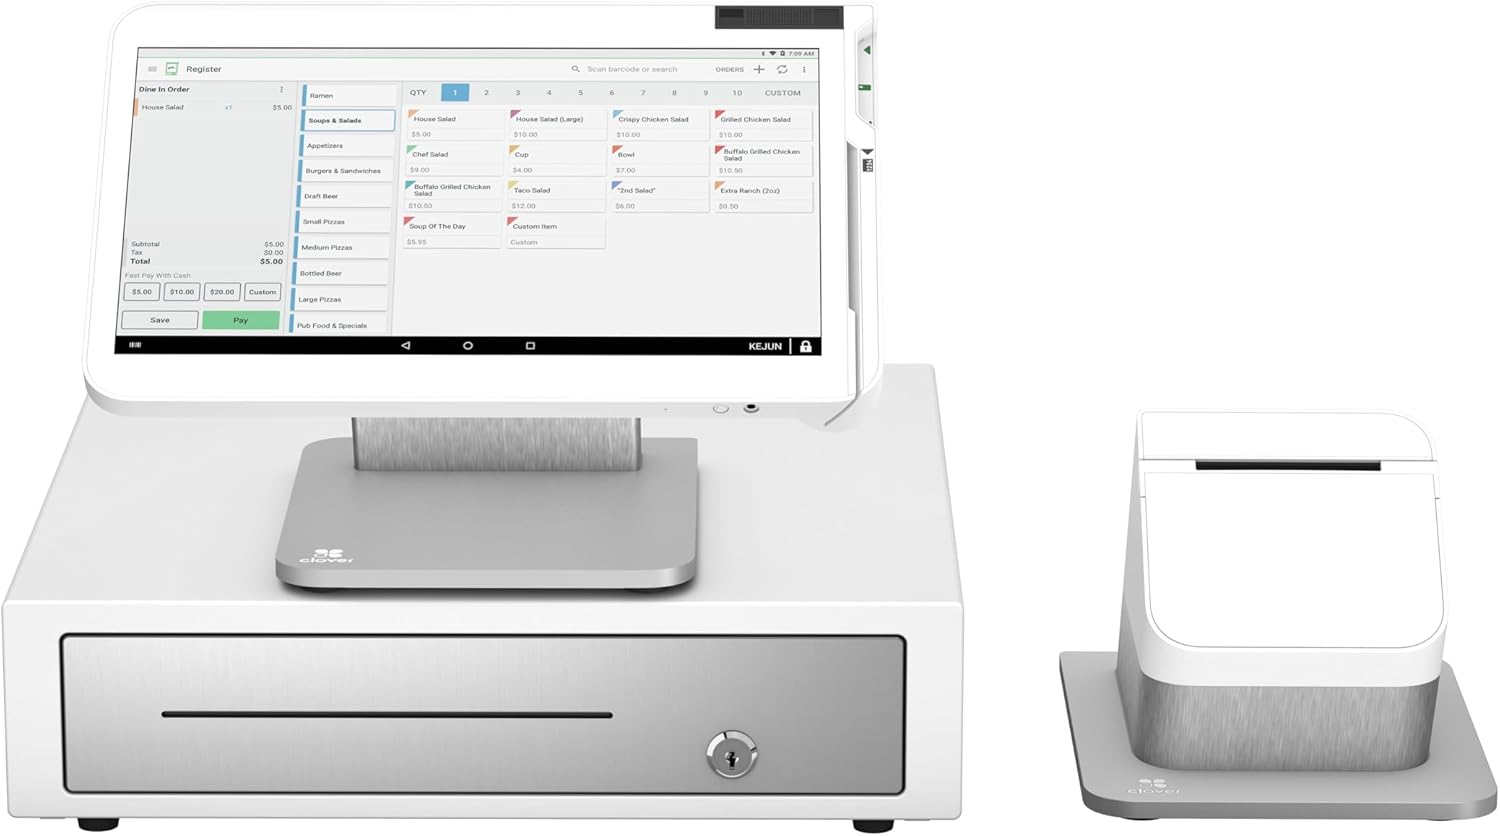 7:09 AM
Register
Scan barcode or search
ORDERS
Dine In Order
House Salad x1 $5.00
Subtotal $5.00
Tax $0.00
Total $5.00
Fast Pay With Cash
$5.00 $10.00 $20.00 Custom
Save Pay
Ramen
Soups & Salads
Appetizers
Burgers & Sandwiches
Draft Beer
Small Pizzas
Medium Pizzas
Bottled Beer
Large Pizzas
Pub Food & Specials
QTY 1 2 3 4 5 6 7 8 9 10 CUSTOM
House Salad
$5.00
House Salad (Large)
$10.00
Crispy Chicken Salad
$10.00
Grilled Chicken Salad
$10.00
Chef Salad
$9.00
Cup
$4.00
Bowl
$7.00
Buffalo Grilled Chicken
Salad
$10.50
Buffalo Grilled Chicken
Salad
$10.50
Taco Salad
$12.00
"2nd Salad"
$6.00
Extra Ranch (2oz)
$0.50
Soup Of The Day
$5.95
Custom Item
Custom
KEJUN
clover
clover